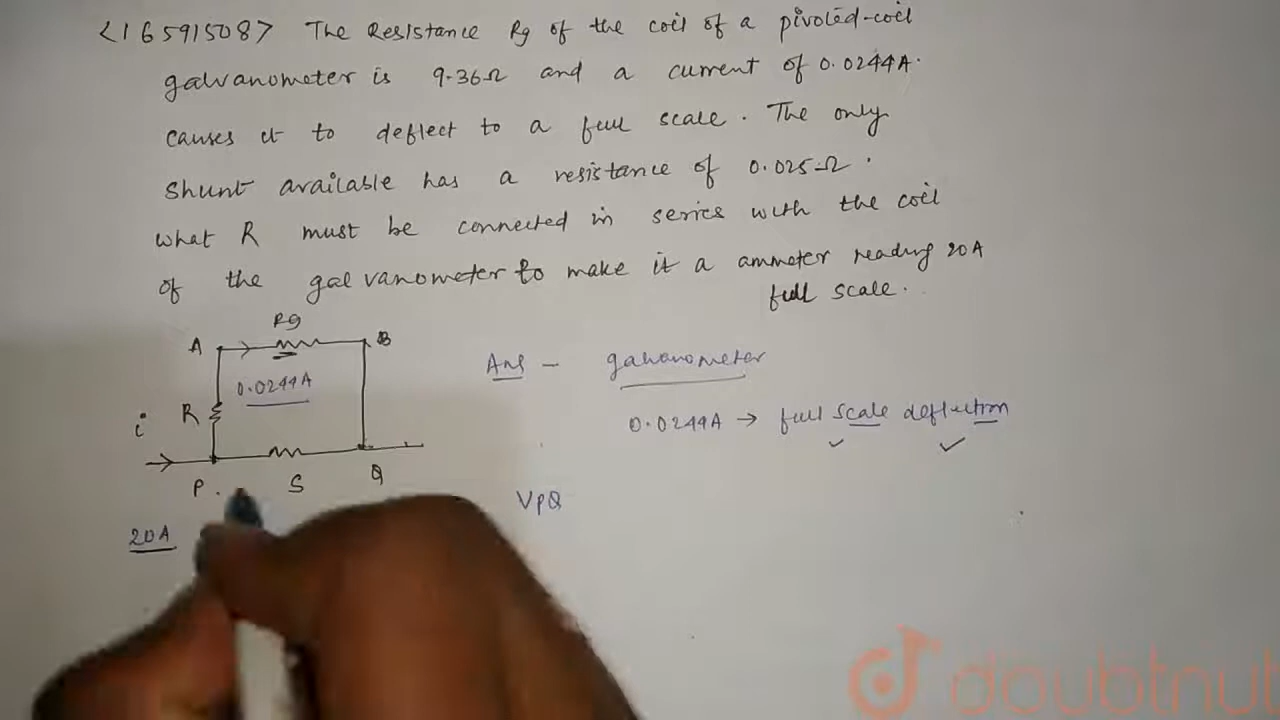 <165915087> The Resistance Rg of the coil of a pivoted-coil
galvanometer is 9.36Ω and a current of 0.0244A.
causes it to deflect to a full scale. The only
shunt available has a resistance of 0.025Ω.
what R must be connected in series with the coil
of the galvanometer to make it a ammeter reading 20A
full scale.
Rg
A
B
0.0244A
R
i
P.
S
Q
20A
Ans - galvanometer
0.0244A → full scale deflection
VPQ
doubtnut